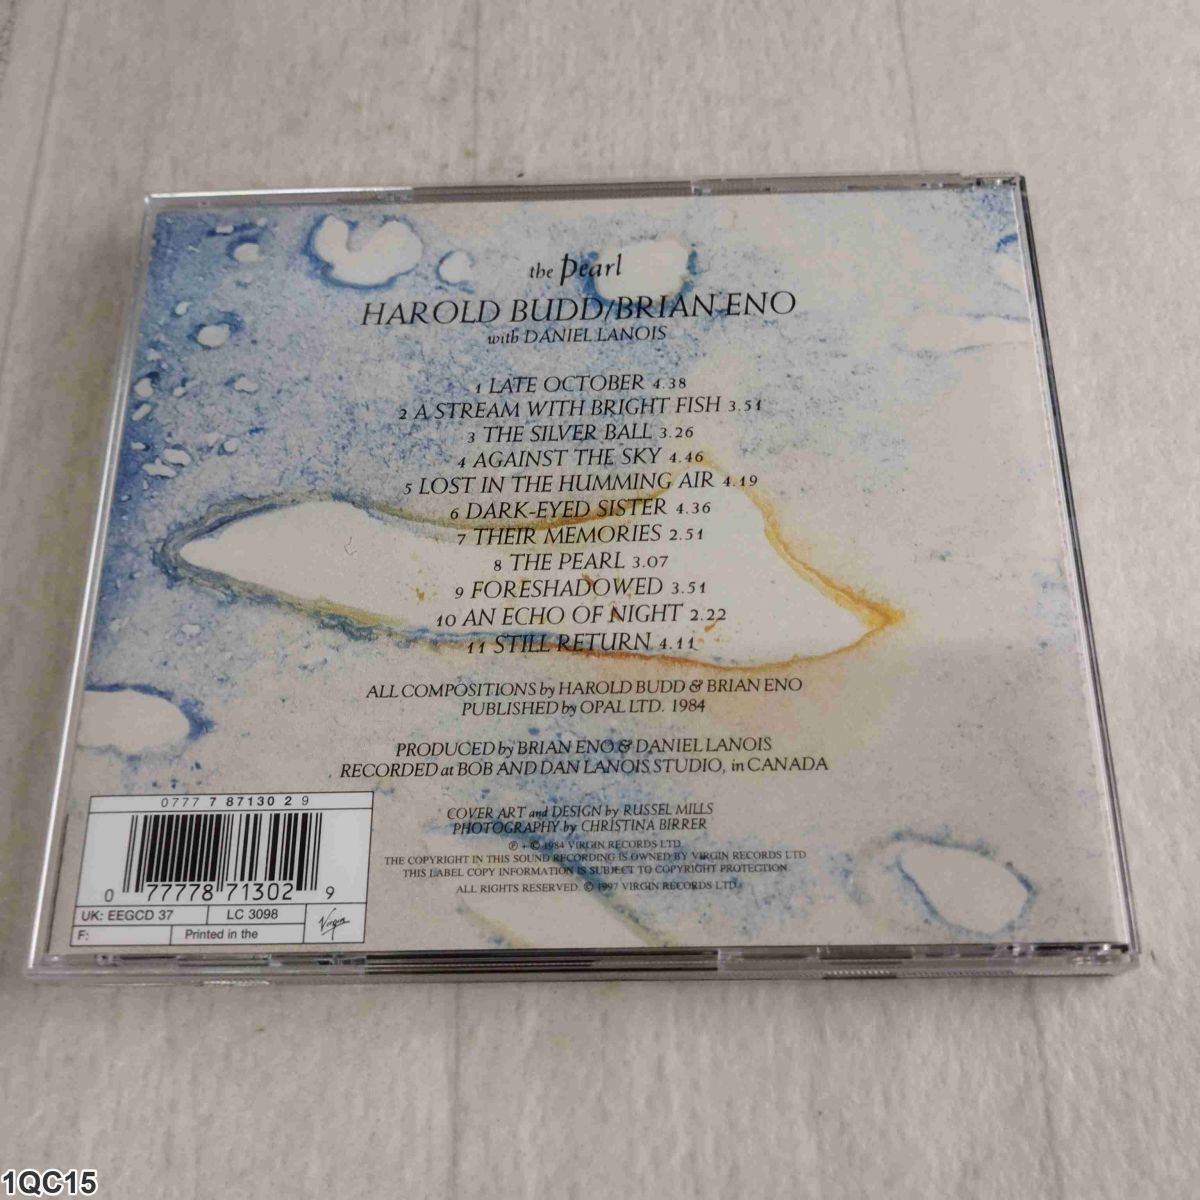 the Pearl
HAROLD BUDD/BRIAN ENO
with DANIEL LANOIS
1 LATE OCTOBER 4.38
2 A STREAM WITH BRIGHT FISH 3.51
3 THE SILVER BALL 3.26
4 AGAINST THE SKY 4.46
5 LOST IN THE HUMMING AIR 4.19
6 DARK-EYED SISTER 4.36
7 THEIR MEMORIES 2.51
8 THE PEARL 3.07
9 FORESHADOWED 3.51
10 AN ECHO OF NIGHT 2.22
11 STILL RETURN 4.11
ALL COMPOSITIONS by HAROLD BUDD & BRIAN ENO
PUBLISHED by OPAL LTD. 1984
PRODUCED by BRIAN ENO & DANIEL LANOIS
RECORDED at BOB AND DAN LANOIS STUDIO, in CANADA
COVER ART and DESIGN by RUSSEL MILLS
PHOTOGRAPHY by CHRISTINA BIRRER
℗ + © 1984 VIRGIN RECORDS LTD.
THE COPYRIGHT IN THIS SOUND RECORDING IS OWNED BY VIRGIN RECORDS LTD
THIS LABEL COPY INFORMATION IS SUBJECT TO COPYRIGHT PROTECTION
ALL RIGHTS RESERVED. © 1997 VIRGIN RECORDS LTD.
0777 7 87130 2 9
0 77778 71302 9
UK: EEGCD 37
LC 3098
F:
Printed in the
Virgin
1QC15